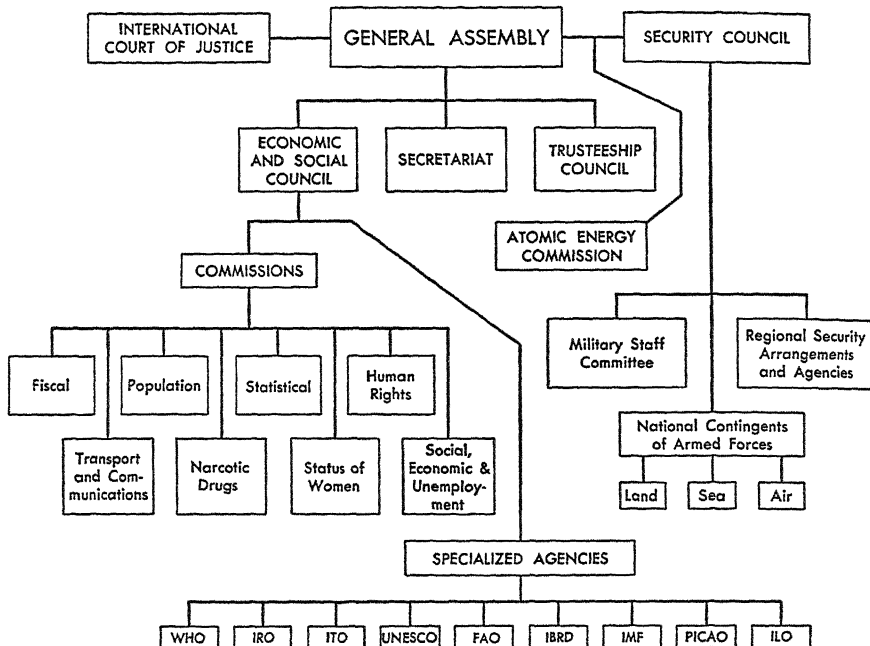 INTERNATIONAL
COURT OF JUSTICE
GENERAL ASSEMBLY
SECURITY COUNCIL
ECONOMIC
AND SOCIAL
COUNCIL
SECRETARIAT
TRUSTEESHIP
COUNCIL
ATOMIC ENERGY
COMMISSION
COMMISSIONS
Fiscal
Population
Statistical
Human
Rights
Transport
and Com-
munications
Narcotic
Drugs
Status of
Women
Social,
Economic &
Unemploy-
ment
Military Staff
Committee
Regional Security
Arrangements
and Agencies
National Contingents
of Armed Forces
Land
Sea
Air
SPECIALIZED AGENCIES
WHO
IRO
ITO
UNESCO
FAO
IBRD
IMF
PICAO
ILO